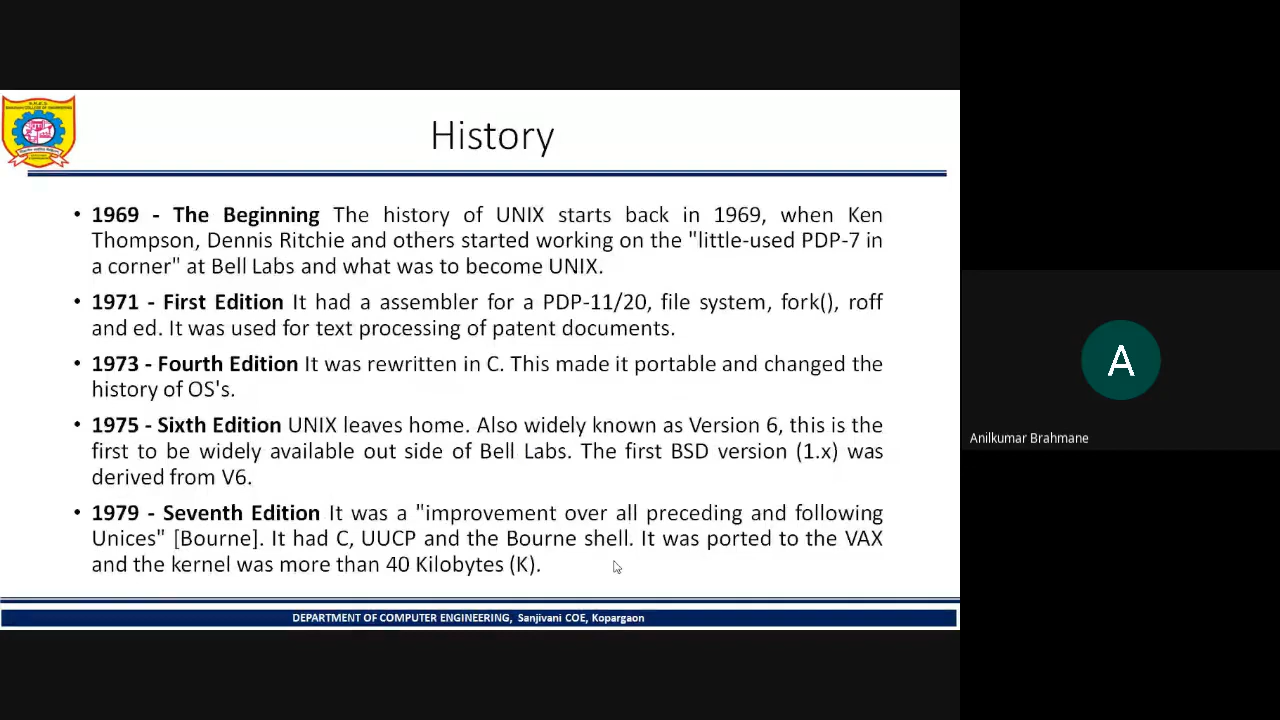 History
• 1969 - The Beginning The history of UNIX starts back in 1969, when Ken
Thompson, Dennis Ritchie and others started working on the "little-used PDP-7 in
a corner" at Bell Labs and what was to become UNIX.
• 1971 - First Edition It had a assembler for a PDP-11/20, file system, fork(), roff
and ed. It was used for text processing of patent documents.
• 1973 - Fourth Edition It was rewritten in C. This made it portable and changed the
history of OS's.
• 1975 - Sixth Edition UNIX leaves home. Also widely known as Version 6, this is the
first to be widely available out side of Bell Labs. The first BSD version (1.x) was
derived from V6.
• 1979 - Seventh Edition It was a "improvement over all preceding and following
Unices" [Bourne]. It had C, UUCP and the Bourne shell. It was ported to the VAX
and the kernel was more than 40 Kilobytes (K).
DEPARTMENT OF COMPUTER ENGINEERING, Sanjivani COE, Kopargaon
A
Anilkumar Brahmane